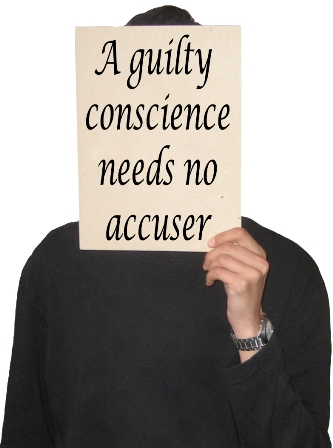 A guilty
conscience
needs no
accuser